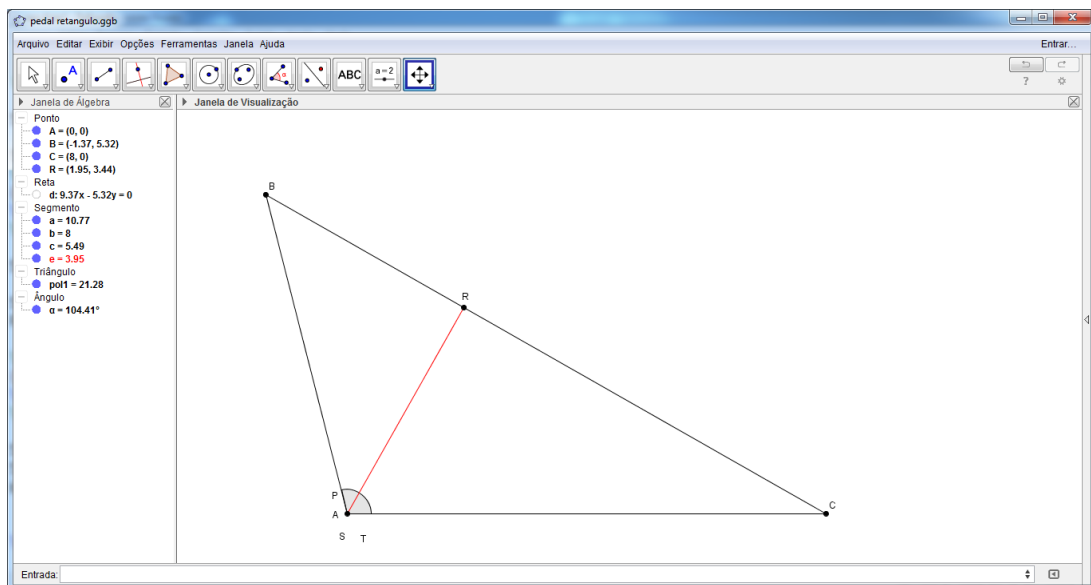 pedal retangulo.ggb
Arquivo Editar Exibir Opções Ferramentas Janela Ajuda
Entrar...
A
α
ABC
a=2
?
Janela de Álgebra
Janela de Visualização
Ponto
A = (0, 0)
B = (-1.37, 5.32)
C = (8, 0)
R = (1.95, 3.44)
Reta
d: 9.37x - 5.32y = 0
Segmento
a = 10.77
b = 8
c = 5.49
e = 3.95
Triângulo
pol1 = 21.28
Ângulo
α = 104.41°
B
R
P
A
C
S T
Entrada: